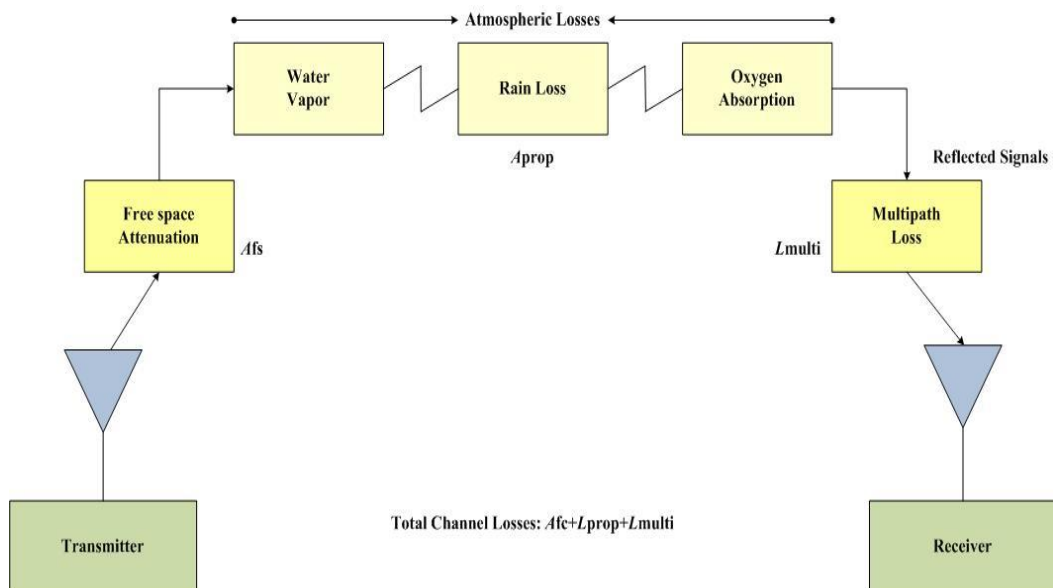 Atmospheric Losses
Water
Vapor
Rain Loss
Oxygen
Absorption
Aprop
Reflected Signals
Free space
Attenuation
Afs
Multipath
Loss
Lmulti
Total Channel Losses: Afc+Lprop+Lmulti
Transmitter
Receiver